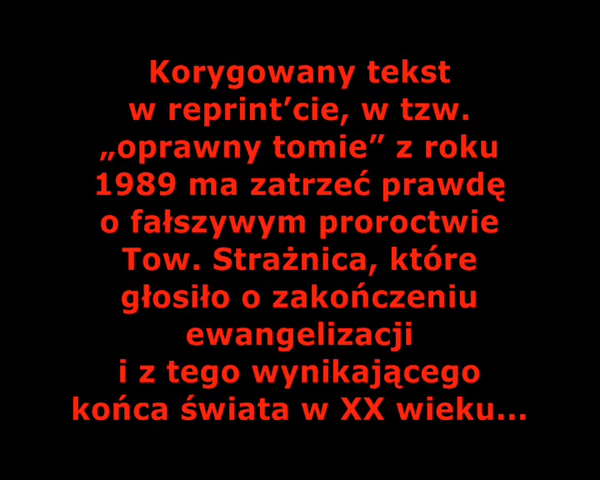 Korygowany tekst
w reprint’cie, w tzw.
„oprawny tomie” z roku
1989 ma zatrzeć prawdę
o fałszywym proroctwie
Tow. Strażnica, które
głosiło o zakończeniu
ewangelizacji
i z tego wynikającego
końca świata w XX wieku...